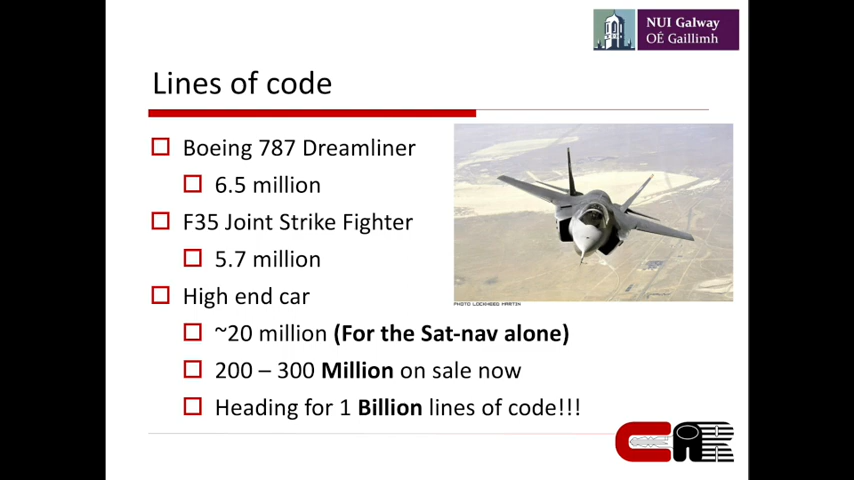 NUI Galway
OÉ Gaillimh
Lines of code
Boeing 787 Dreamliner
6.5 million
F35 Joint Strike Fighter
5.7 million
High end car
~20 million (For the Sat-nav alone)
200 – 300 Million on sale now
Heading for 1 Billion lines of code!!!
PHOTO LOCKHEED MARTIN
CAR